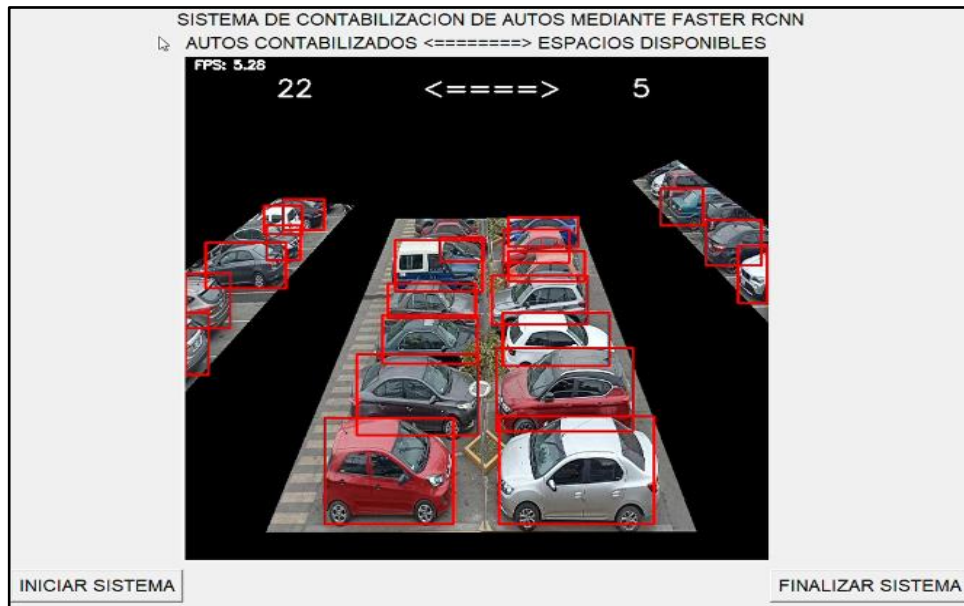 SISTEMA DE CONTABILIZACION DE AUTOS MEDIANTE FASTER RCNN
AUTOS CONTABILIZADOS <========> ESPACIOS DISPONIBLES
FPS: 5.28
22 <====> 5
INICIAR SISTEMA
FINALIZAR SISTEMA